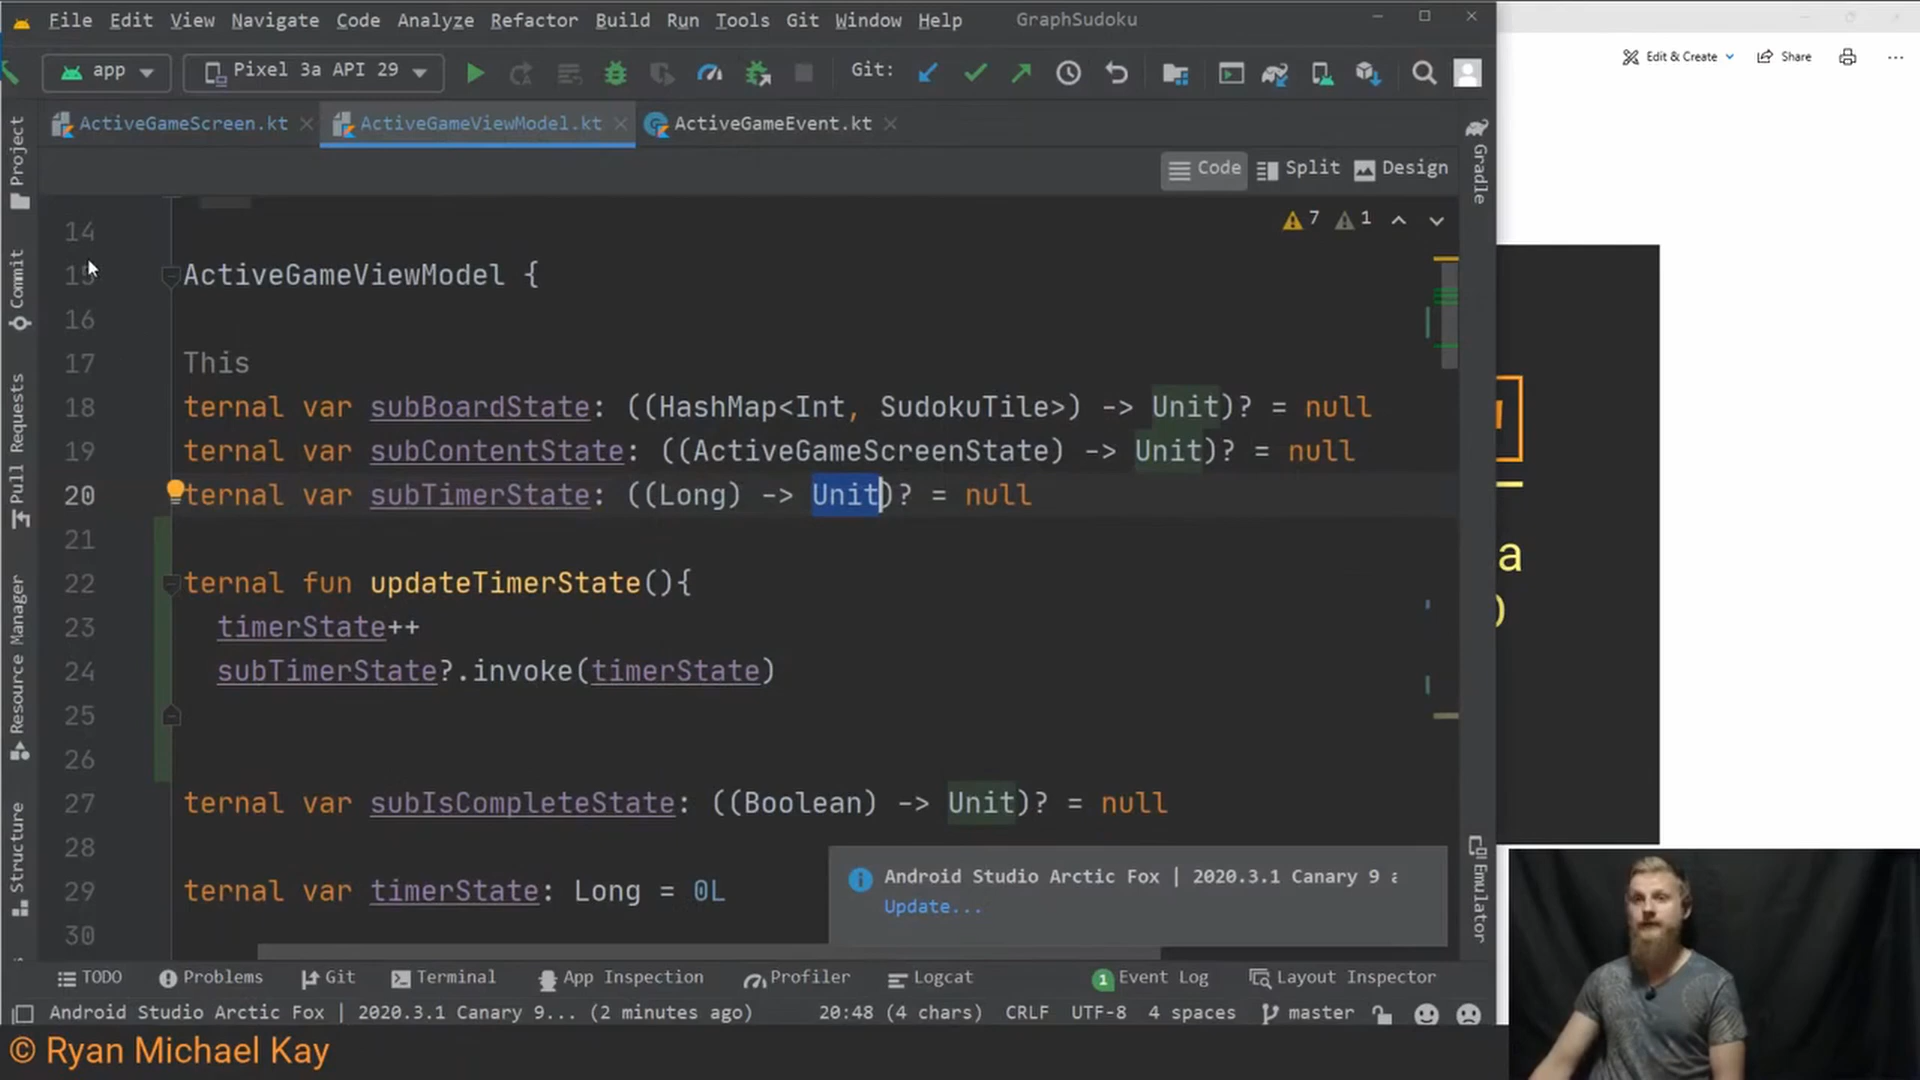 File Edit View Navigate Code Analyze Refactor Build Run Tools Git Window Help GraphSudoku
app Pixel 3a API 29 Git:
Edit & Create Share
ActiveGameScreen.kt ActiveGameViewModel.kt ActiveGameEvent.kt
Code Split Design
7 1
14
15 ActiveGameViewModel {
16
17 This
18 ternal var subBoardState: ((HashMap<Int, SudokuTile>) -> Unit)? = null
19 ternal var subContentState: ((ActiveGameScreenState) -> Unit)? = null
20 ternal var subTimerState: ((Long) -> Unit)? = null
21
22 ternal fun updateTimerState(){
23 timerState++
24 subTimerState?.invoke(timerState)
25
26
27 ternal var subIsCompleteState: ((Boolean) -> Unit)? = null
28
29 ternal var timerState: Long = 0L
30
Project
Commit
Pull Requests
Resource Manager
Structure
Gradle
Emulator
a
Android Studio Arctic Fox | 2020.3.1 Canary 9 a
Update...
TODO Problems Git Terminal App Inspection Profiler Logcat 1 Event Log Layout Inspector
Android Studio Arctic Fox | 2020.3.1 Canary 9... (2 minutes ago) 20:48 (4 chars) CRLF UTF-8 4 spaces master
© Ryan Michael Kay